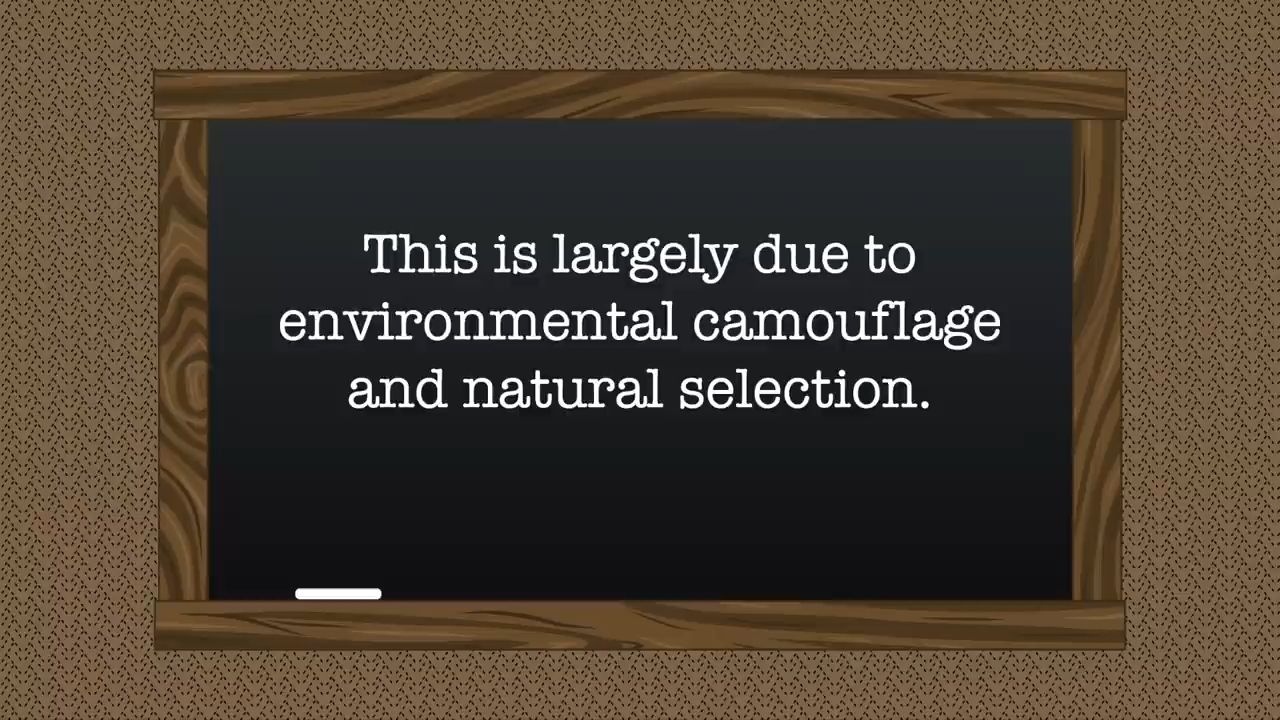 This is largely due to
environmental camouflage
and natural selection.